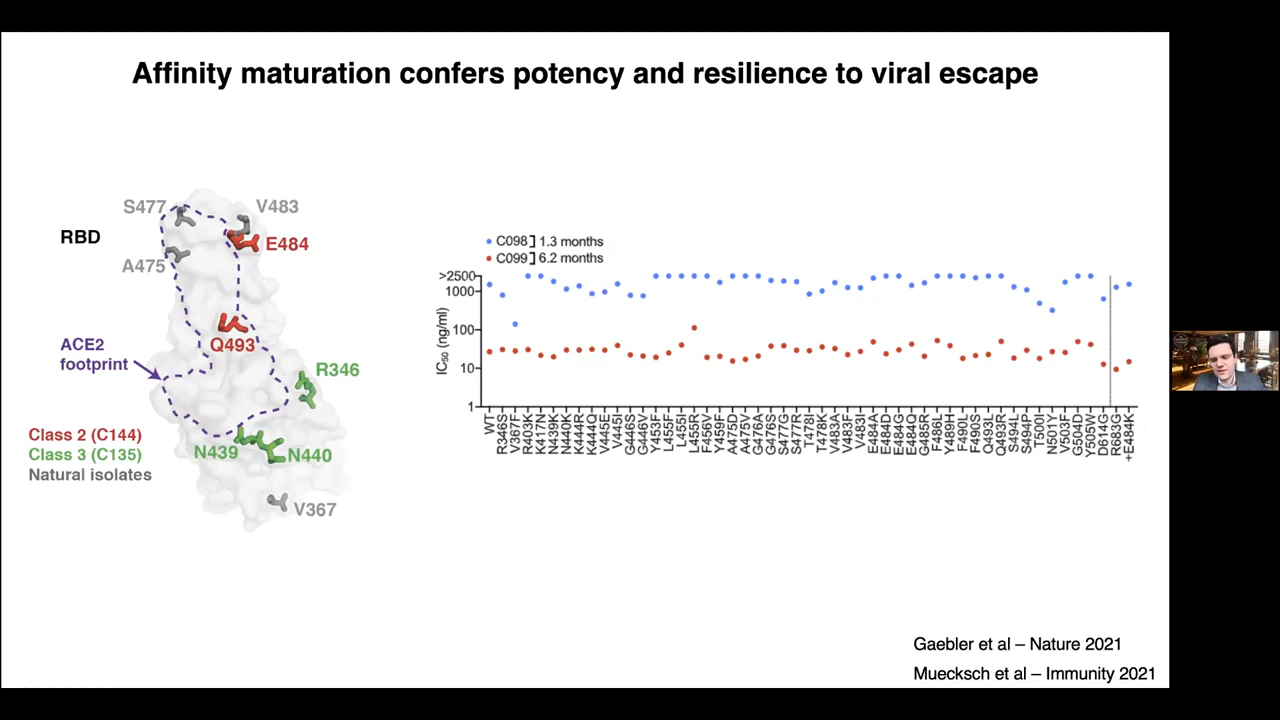 Affinity maturation confers potency and resilience to viral escape
S477
V483
RBD
E484
A475
Q493
ACE2
footprint
R346
Class 2 (C144)
Class 3 (C135)
Natural isolates
N439
N440
V367
C098 1.3 months
C099 6.2 months
>2500
1000
100
10
1
IC50 (ng/ml)
WT
R346S
V367F
R403K
K417N
N439K
N440K
K444R
K444Q
V445E
V445I
G446S
G446V
Y453F
L455F
L455I
L455R
F456V
Y459F
A475D
A475V
G476A
G476S
S477G
S477R
T478I
T478K
V483A
V483F
V483I
E484A
E484D
E484G
E484Q
G485R
F486L
Y489H
F490L
F490S
Q493L
Q493R
S494L
S494P
T500I
N501Y
V503F
G504D
Y505W
D614G
R683G
+E484K
Gaebler et al – Nature 2021
Muecksch et al – Immunity 2021